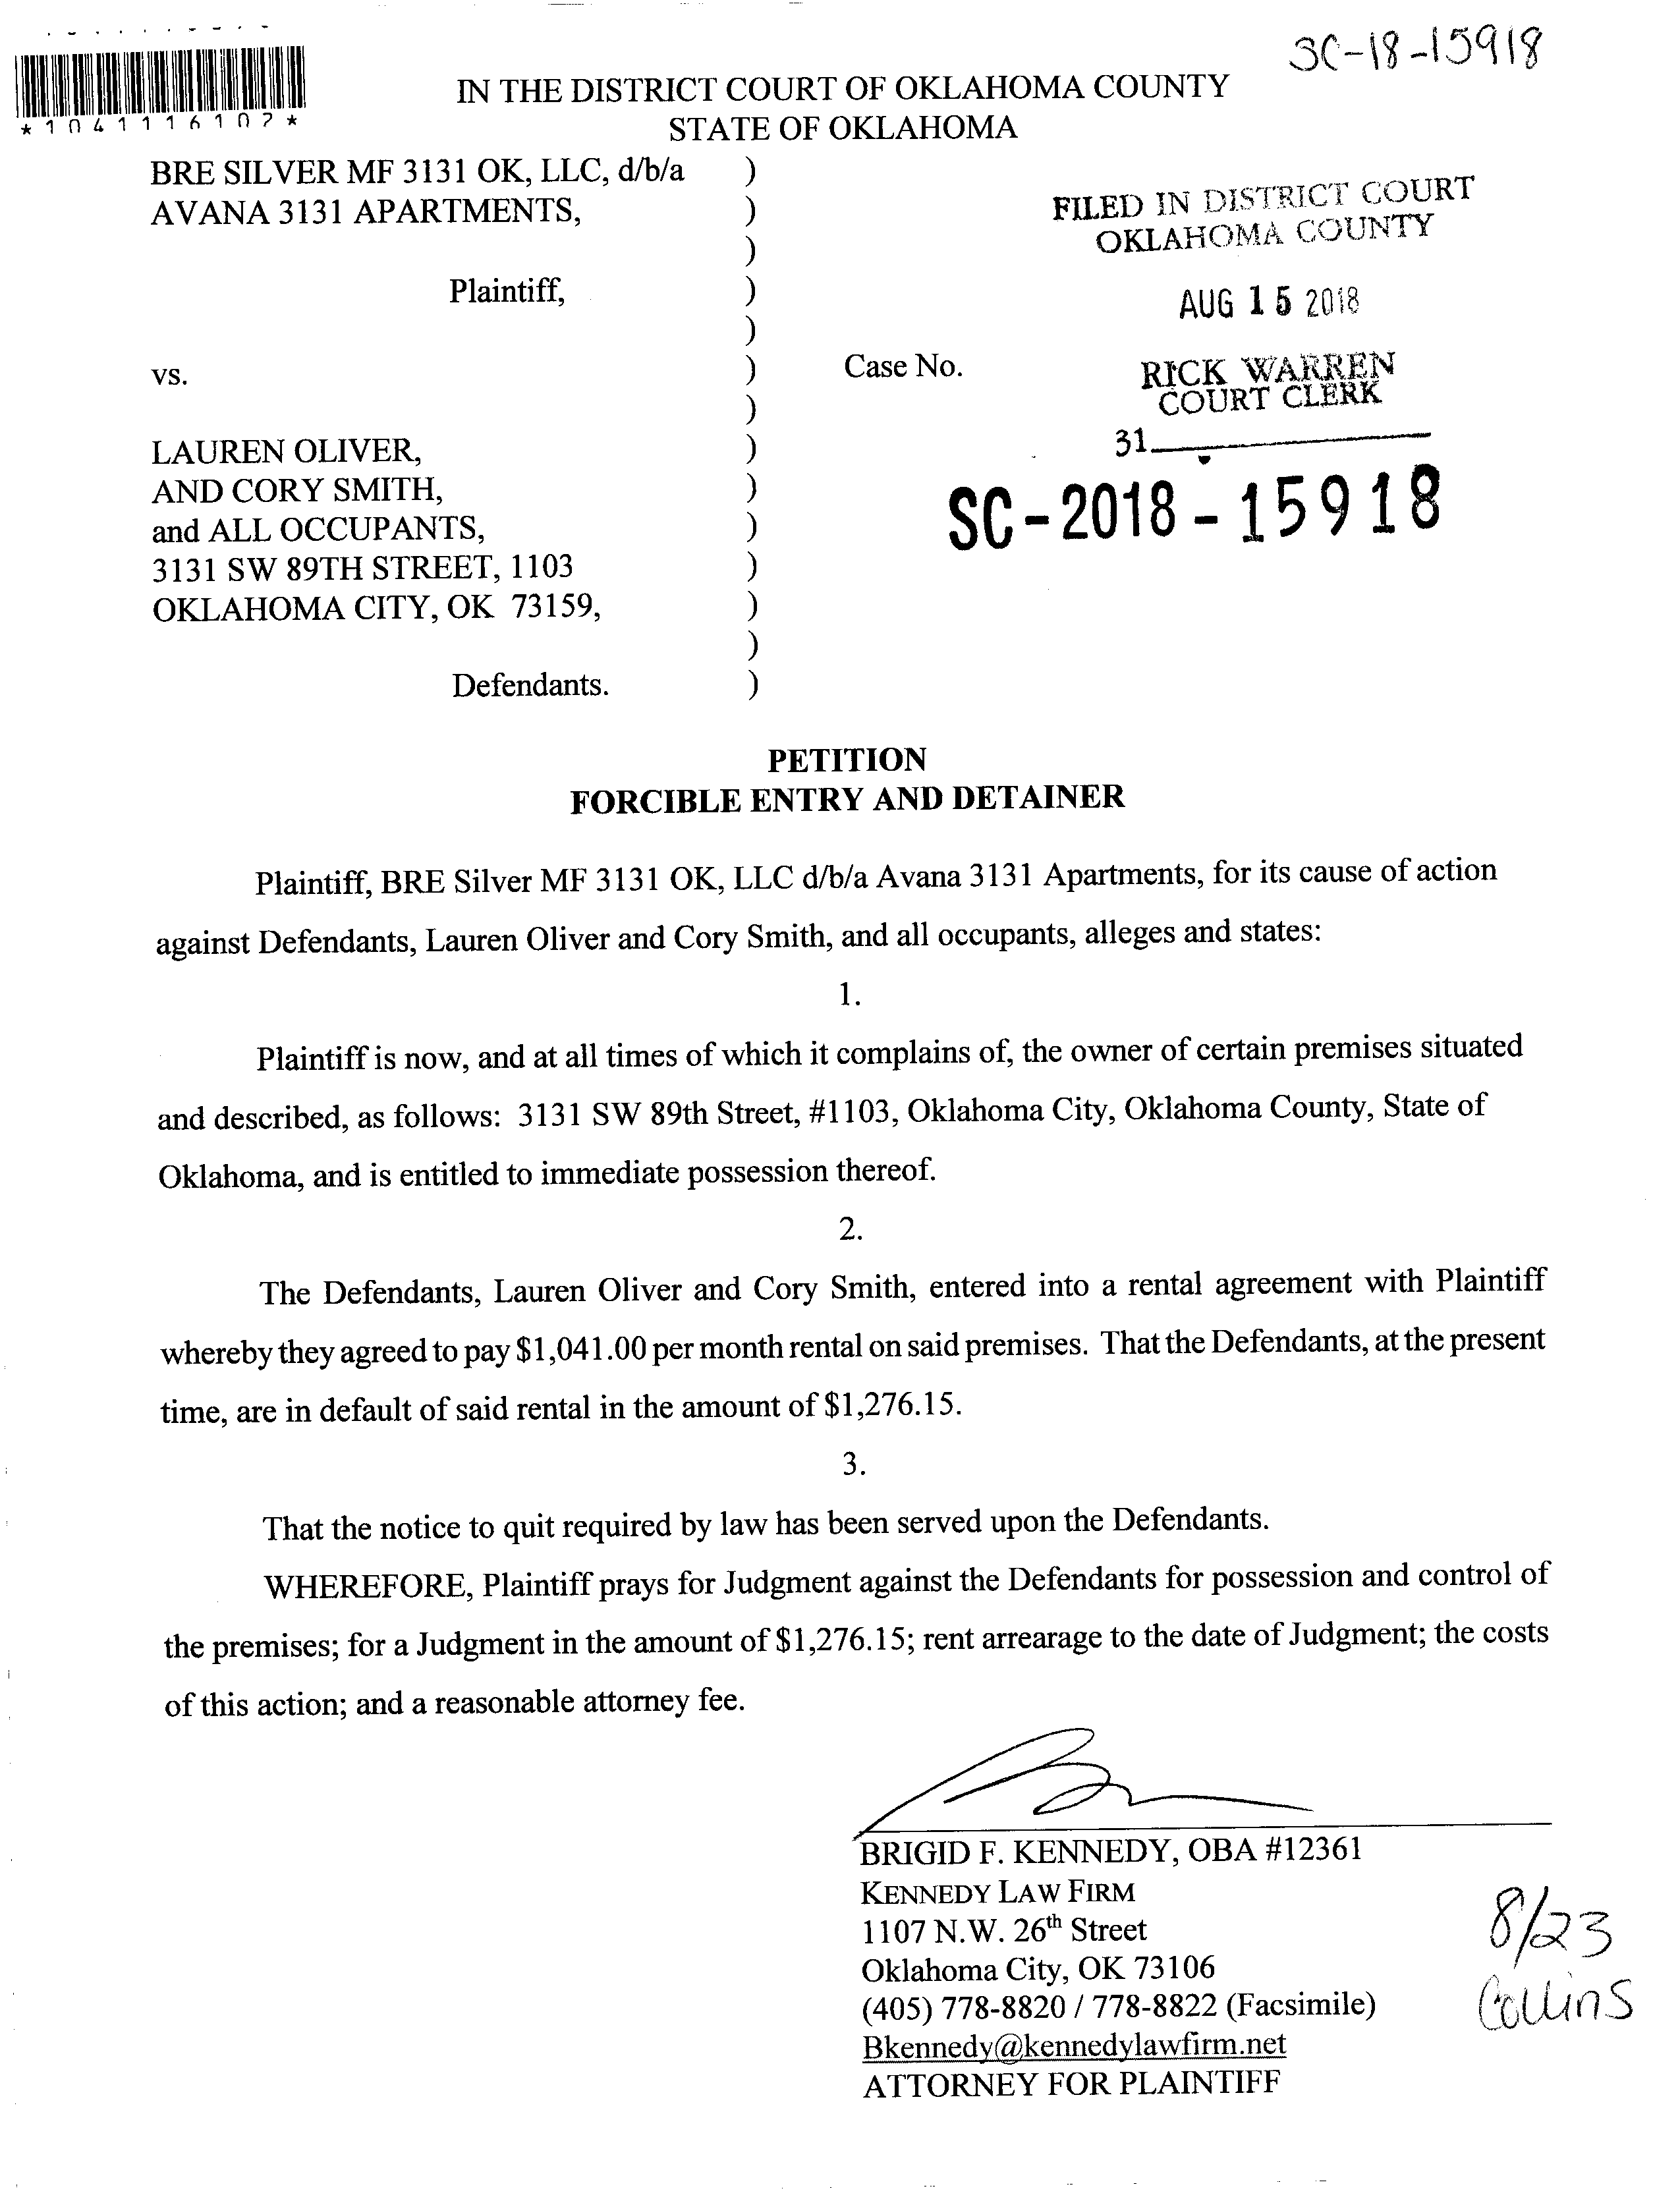 SC-18-15918
*1041116107*
IN THE DISTRICT COURT OF OKLAHOMA COUNTY
STATE OF OKLAHOMA
BRE SILVER MF 3131 OK, LLC, d/b/a )
AVANA 3131 APARTMENTS, )
)
FILED IN DISTRICT COURT
OKLAHOMA COUNTY
Plaintiff, )
AUG 15 2018
)
vs. ) Case No.
RICK WARREN
COURT CLERK
)
31
LAUREN OLIVER, )
AND CORY SMITH, )
SC-2018-15918
and ALL OCCUPANTS, )
3131 SW 89TH STREET, 1103 )
OKLAHOMA CITY, OK 73159, )
)
Defendants. )
PETITION
FORCIBLE ENTRY AND DETAINER
Plaintiff, BRE Silver MF 3131 OK, LLC d/b/a Avana 3131 Apartments, for its cause of action
against Defendants, Lauren Oliver and Cory Smith, and all occupants, alleges and states:
1.
Plaintiff is now, and at all times of which it complains of, the owner of certain premises situated
and described, as follows: 3131 SW 89th Street, #1103, Oklahoma City, Oklahoma County, State of
Oklahoma, and is entitled to immediate possession thereof.
2.
The Defendants, Lauren Oliver and Cory Smith, entered into a rental agreement with Plaintiff
whereby they agreed to pay $1,041.00 per month rental on said premises. That the Defendants, at the present
time, are in default of said rental in the amount of $1,276.15.
3.
That the notice to quit required by law has been served upon the Defendants.
WHEREFORE, Plaintiff prays for Judgment against the Defendants for possession and control of
the premises; for a Judgment in the amount of $1,276.15; rent arrearage to the date of Judgment; the costs
of this action; and a reasonable attorney fee.
BRIGID F. KENNEDY, OBA #12361
KENNEDY LAW FIRM
1107 N.W. 26th Street
Oklahoma City, OK 73106
(405) 778-8820 / 778-8822 (Facsimile)
Bkennedy@kennedylawfirm.net
ATTORNEY FOR PLAINTIFF
8/23
Collins